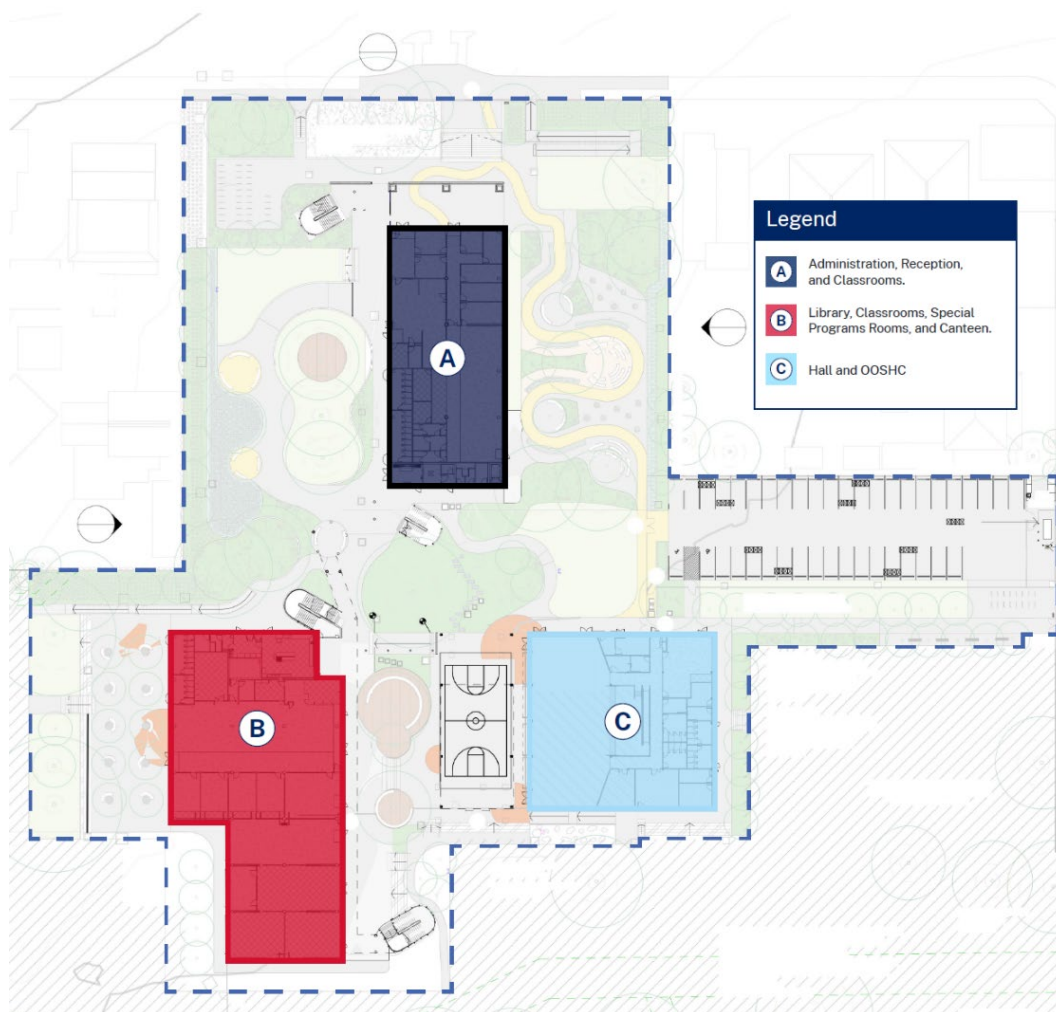 Legend
A
Administration, Reception,
and Classrooms.
B
Library, Classrooms, Special
Programs Rooms, and Canteen.
C
Hall and OOSHC
A
B
C